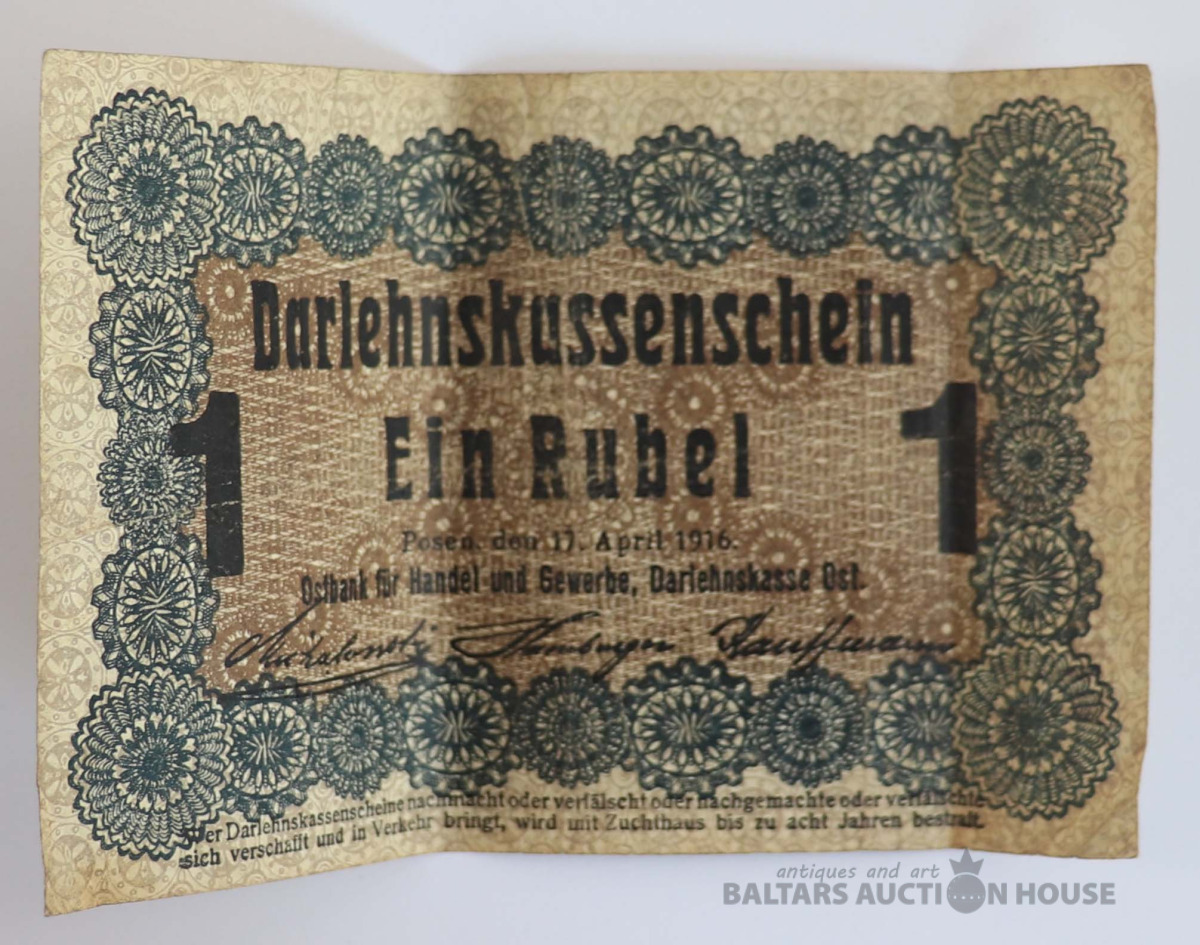 Darlehnskassenschein
1 Ein Rubel 1
Posen, den 17. April 1916.
Ostbank für Handel und Gewerbe, Darlehnskasse Ost.
Kauffmann
Wer Darlehnskassenscheine nachmacht oder verfälscht oder nachgemachte oder verfälschte
sich verschafft und in Verkehr bringt, wird mit Zuchthaus bis zu acht Jahren bestraft.
antiques and art
BALTARS AUCTION HOUSE